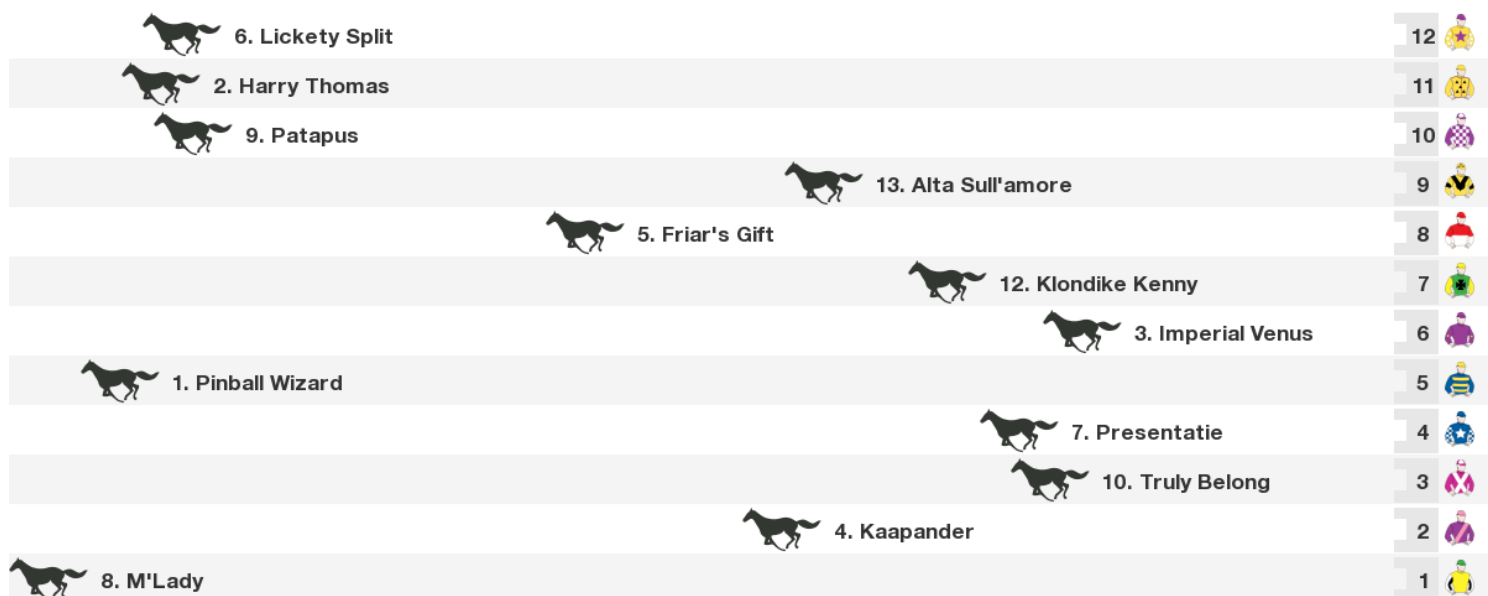 6. Lickety Split 12
2. Harry Thomas 11
9. Patapus 10
13. Alta Sull'amore 9
5. Friar's Gift 8
12. Klondike Kenny 7
3. Imperial Venus 6
1. Pinball Wizard 5
7. Presentatie 4
10. Truly Belong 3
4. Kaapander 2
8. M'Lady 1